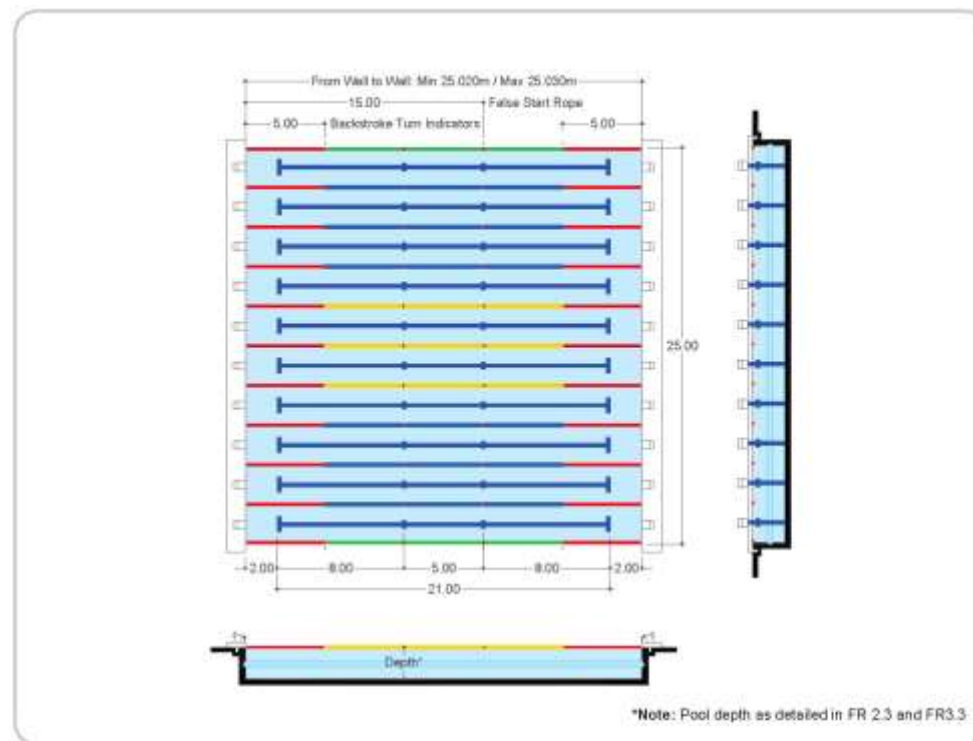 From Wall to Wall: Min 25.020m / Max 25.030m
15.00 False Start Rope
5.00 Backstroke Turn Indicators 5.00
25.00
2.00 8.00 5.00 8.00 2.00
21.00
Depth*
*Note: Pool depth as detailed in FR 2.3 and FR3.3